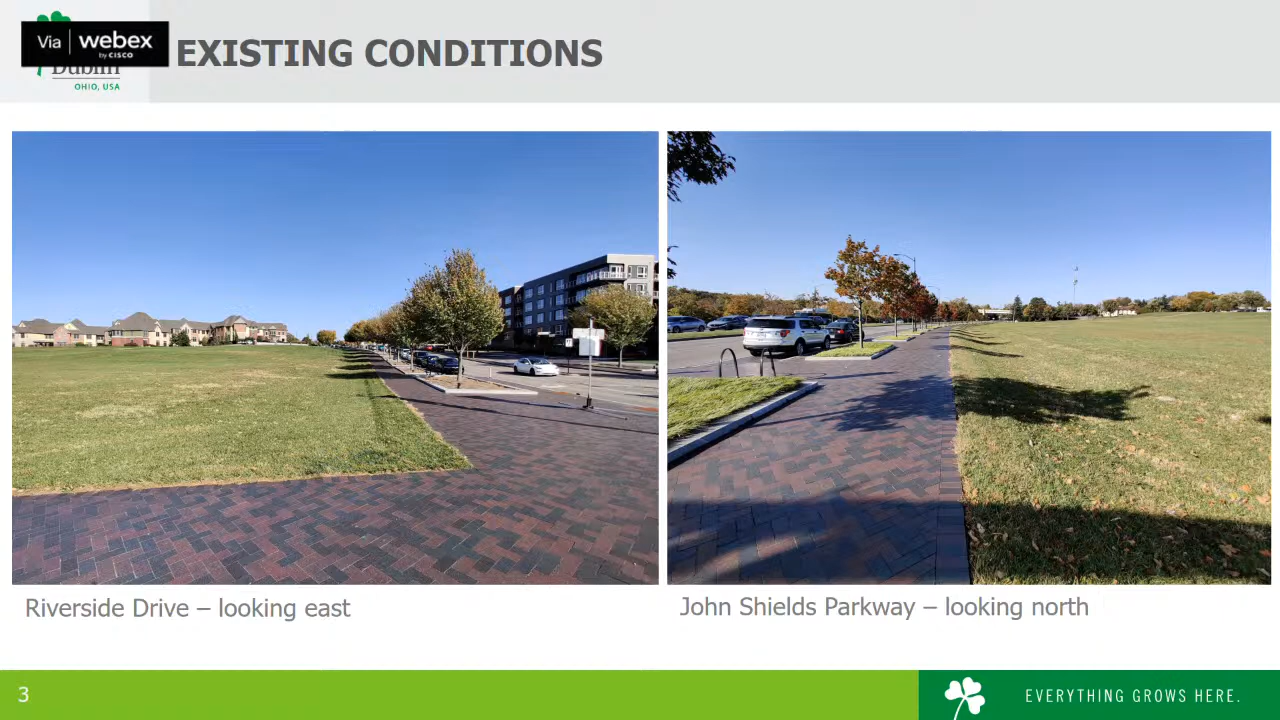 Via webex
by CISCO
EXISTING CONDITIONS
Dublin
OHIO, USA
Riverside Drive – looking east
John Shields Parkway – looking north
3
EVERYTHING GROWS HERE.